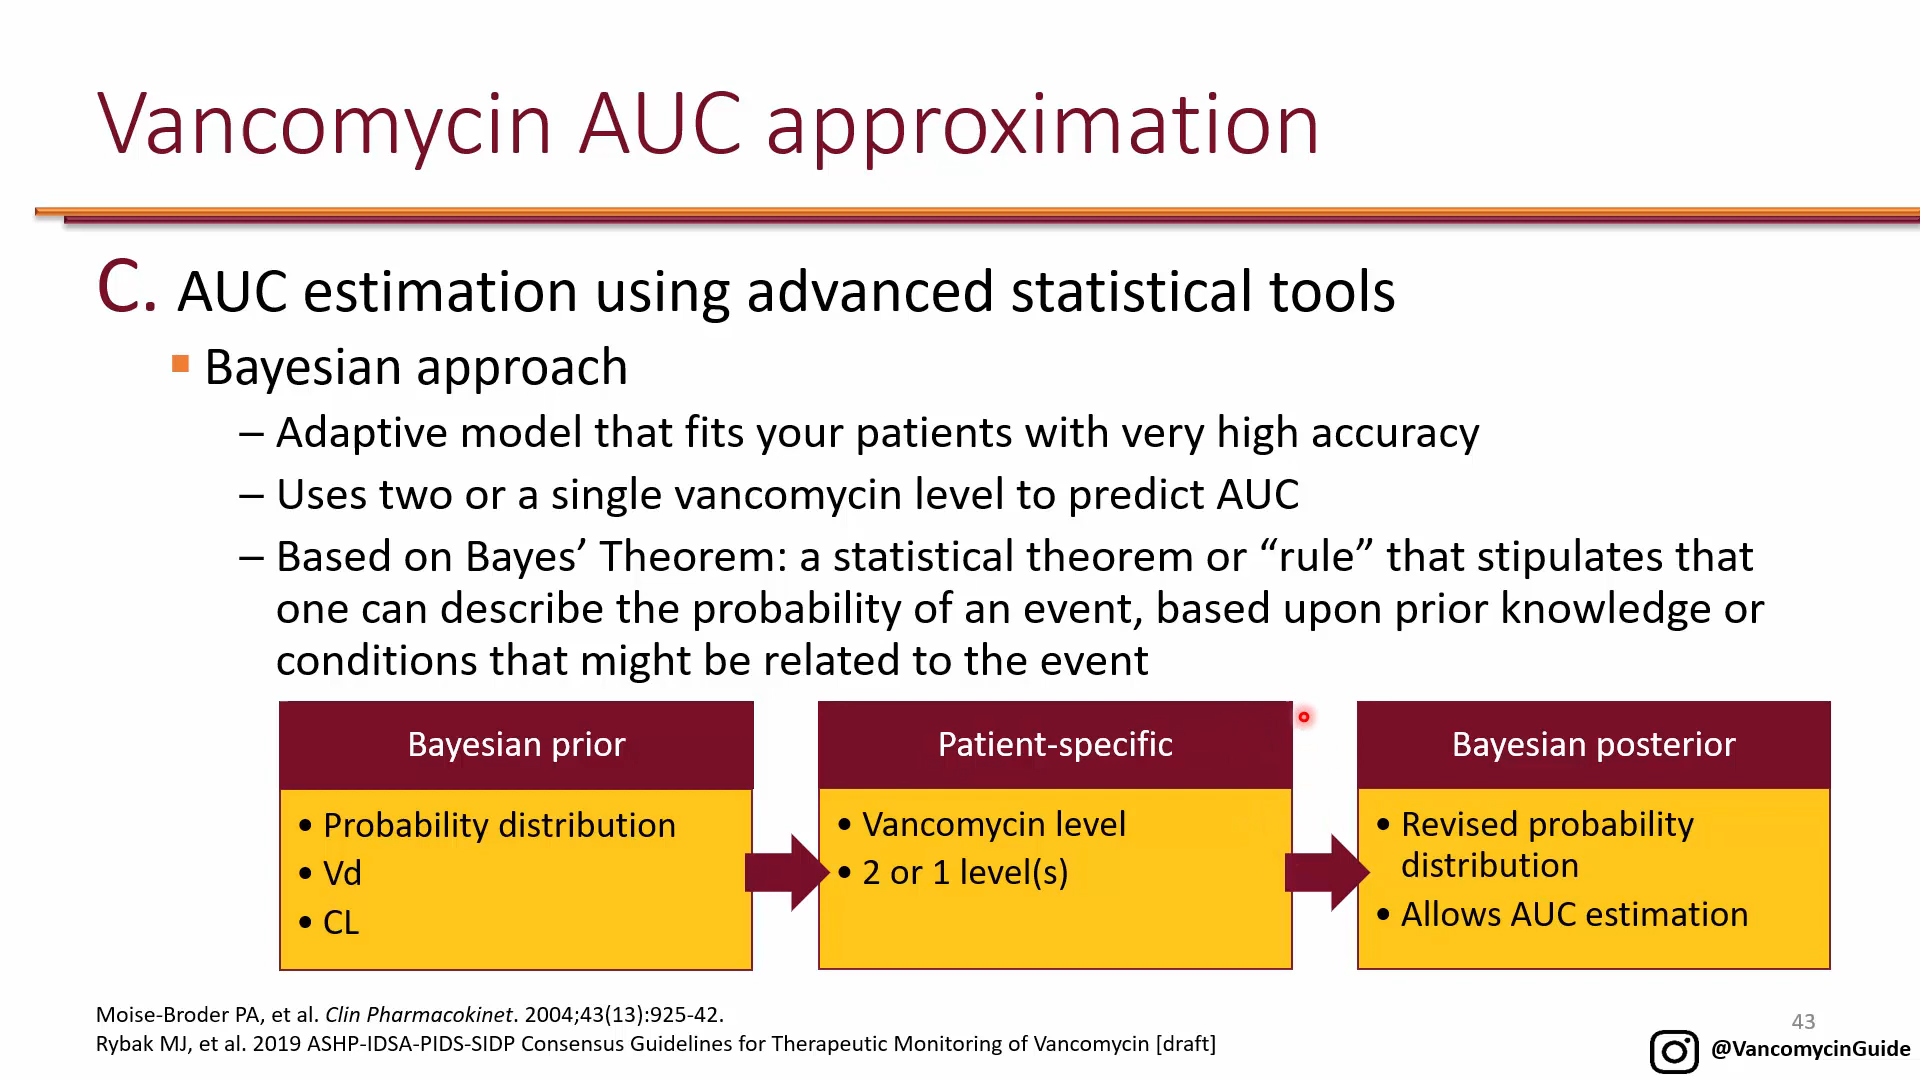 Vancomycin AUC approximation
C. AUC estimation using advanced statistical tools
▪ Bayesian approach
– Adaptive model that fits your patients with very high accuracy
– Uses two or a single vancomycin level to predict AUC
– Based on Bayes’ Theorem: a statistical theorem or “rule” that stipulates that
one can describe the probability of an event, based upon prior knowledge or
conditions that might be related to the event
Bayesian prior
• Probability distribution
• Vd
• CL
Patient-specific
• Vancomycin level
• 2 or 1 level(s)
Bayesian posterior
• Revised probability
distribution
• Allows AUC estimation
Moise-Broder PA, et al. Clin Pharmacokinet. 2004;43(13):925-42.
Rybak MJ, et al. 2019 ASHP-IDSA-PIDS-SIDP Consensus Guidelines for Therapeutic Monitoring of Vancomycin [draft]
43
@VancomycinGuide